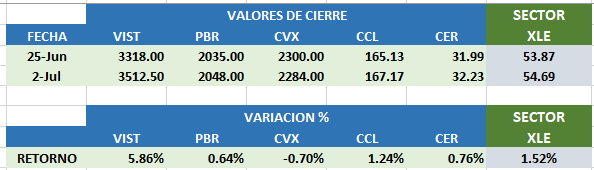 VALORES DE CIERRE SECTOR
FECHA VIST PBR CVX CCL CER XLE
25-Jun 3318.00 2035.00 2300.00 165.13 31.99 53.87
2-Jul 3512.50 2048.00 2284.00 167.17 32.23 54.69
VARIACION % SECTOR
VIST PBR CVX CCL CER XLE
RETORNO 5.86% 0.64% -0.70% 1.24% 0.76% 1.52%